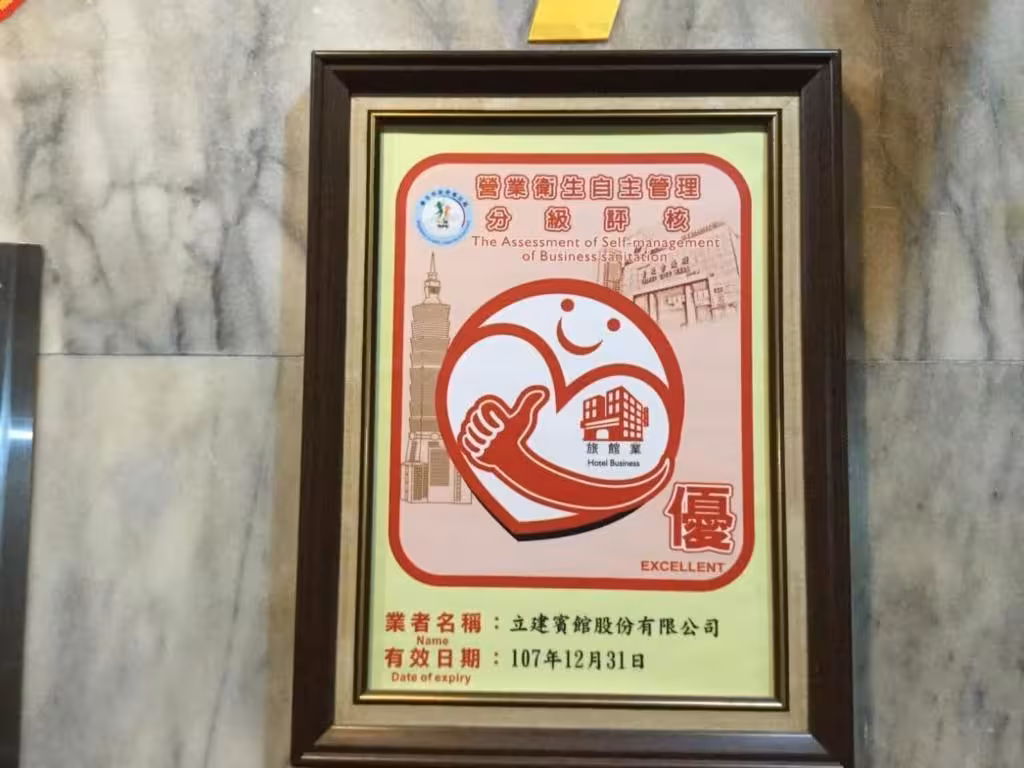 營業衛生自主管理
分級評核
The Assessment of Self-management
of Business sanitation
旅館業
Hotel Business
優
EXCELLENT
業者名稱：立建賓館股份有限公司
Name
有效日期：107年12月31日
Date of expiry